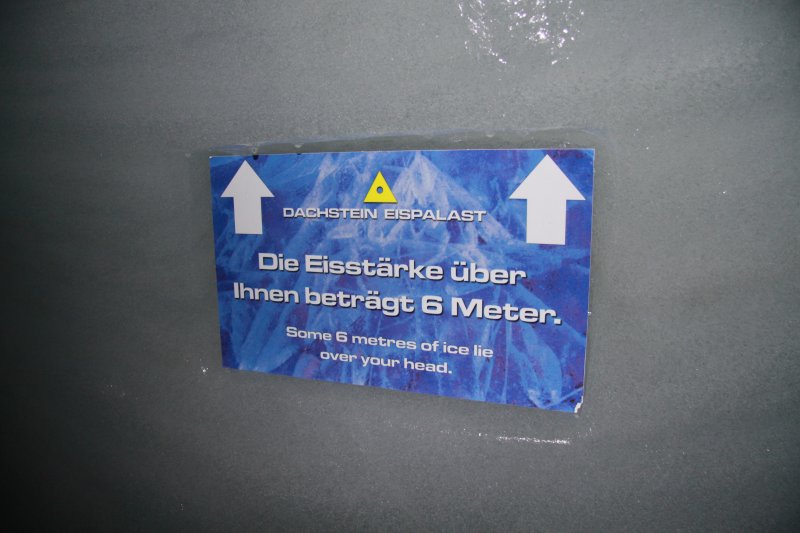 DACHSTEIN EISPALAST
Die Eisstärke über
Ihnen beträgt 6 Meter.
Some 6 metres of ice lie
over your head.